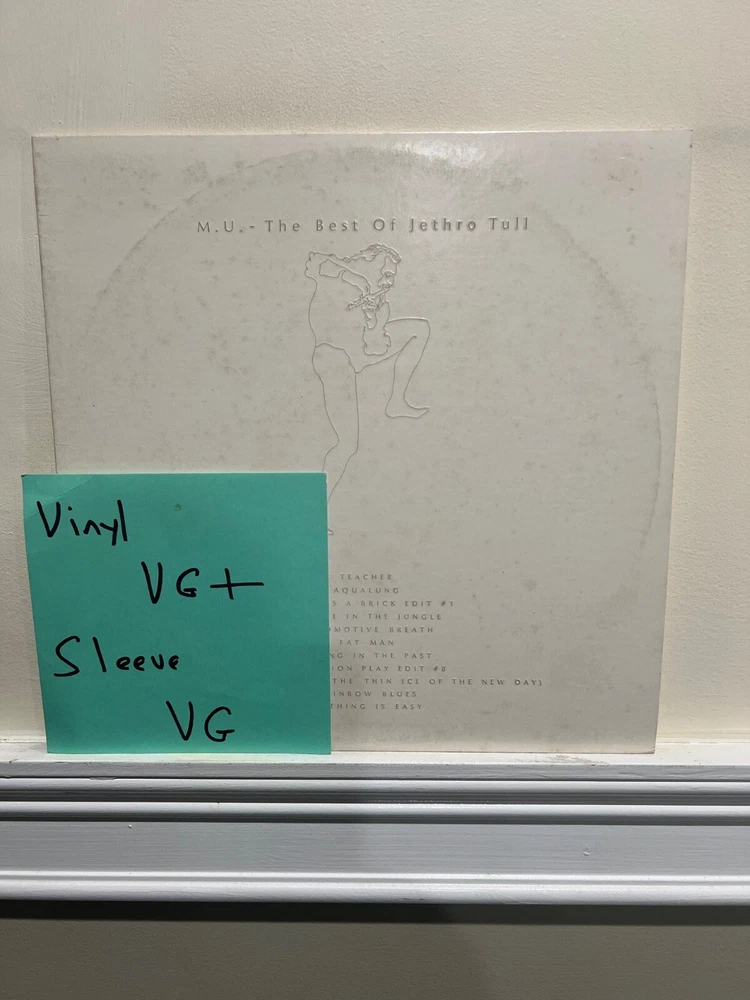 M.U.- The Best Of Jethro Tull
Vinyl
VG+
Sleeve
VG
TEACHER
AQUALUNG
S A BRICK EDIT #1
E IN THE JUNGLE
MOTIVE BREATH
FAT MAN
NG IN THE PAST
ION PLAY EDIT #8
THE THIN ICE OF THE NEW DAY)
INBOW BLUES
THING IS EASY